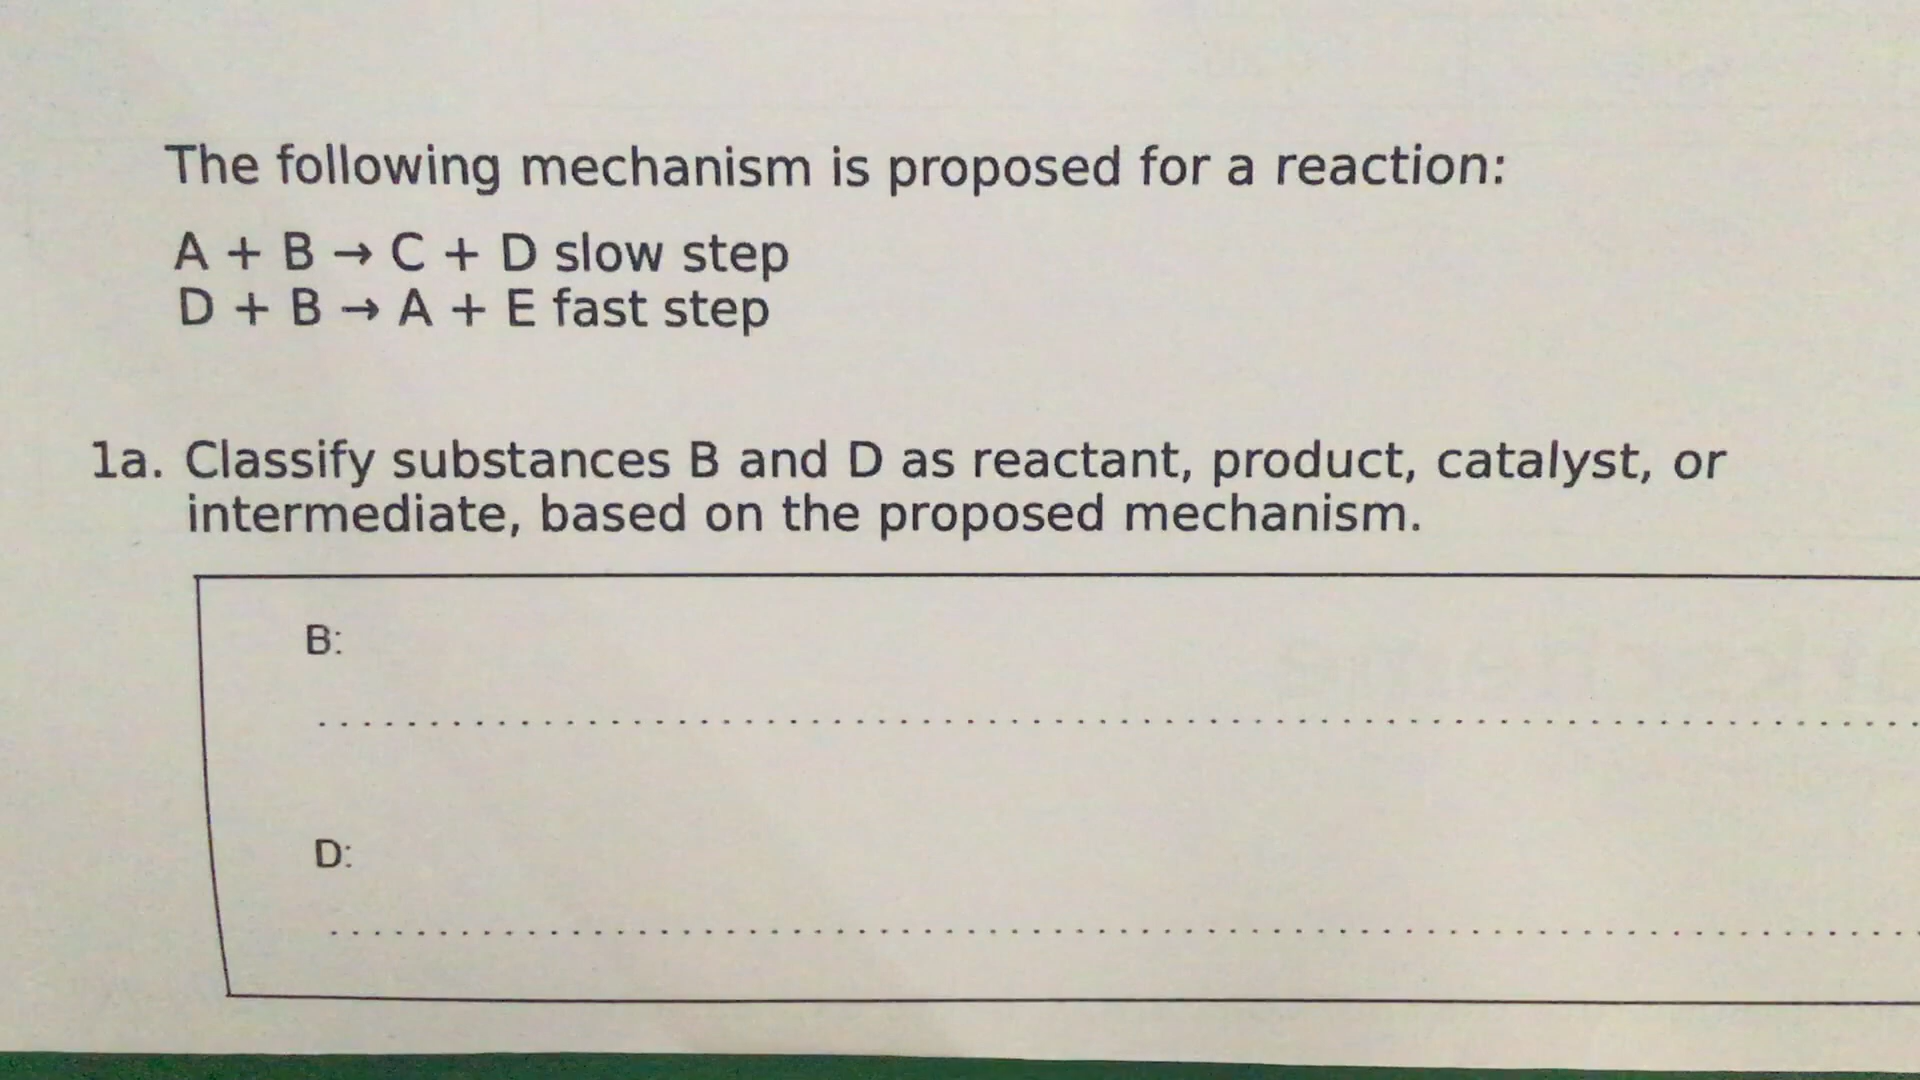 The following mechanism is proposed for a reaction:
A + B → C + D slow step
D + B → A + E fast step
1a. Classify substances B and D as reactant, product, catalyst, or
intermediate, based on the proposed mechanism.
B:
D: